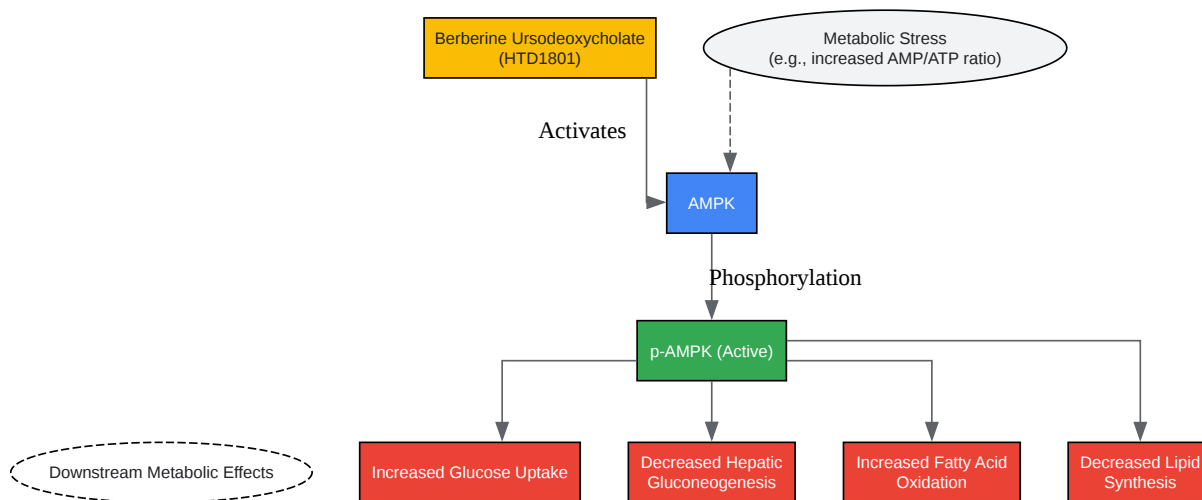 Berberine Ursodeoxycholate
(HTD1801)
Metabolic Stress
(e.g., increased AMP/ATP ratio)
Activates
AMPK
Phosphorylation
p-AMPK (Active)
Downstream Metabolic Effects
Increased Glucose Uptake
Decreased Hepatic
Gluconeogenesis
Increased Fatty Acid
Oxidation
Decreased Lipid
Synthesis